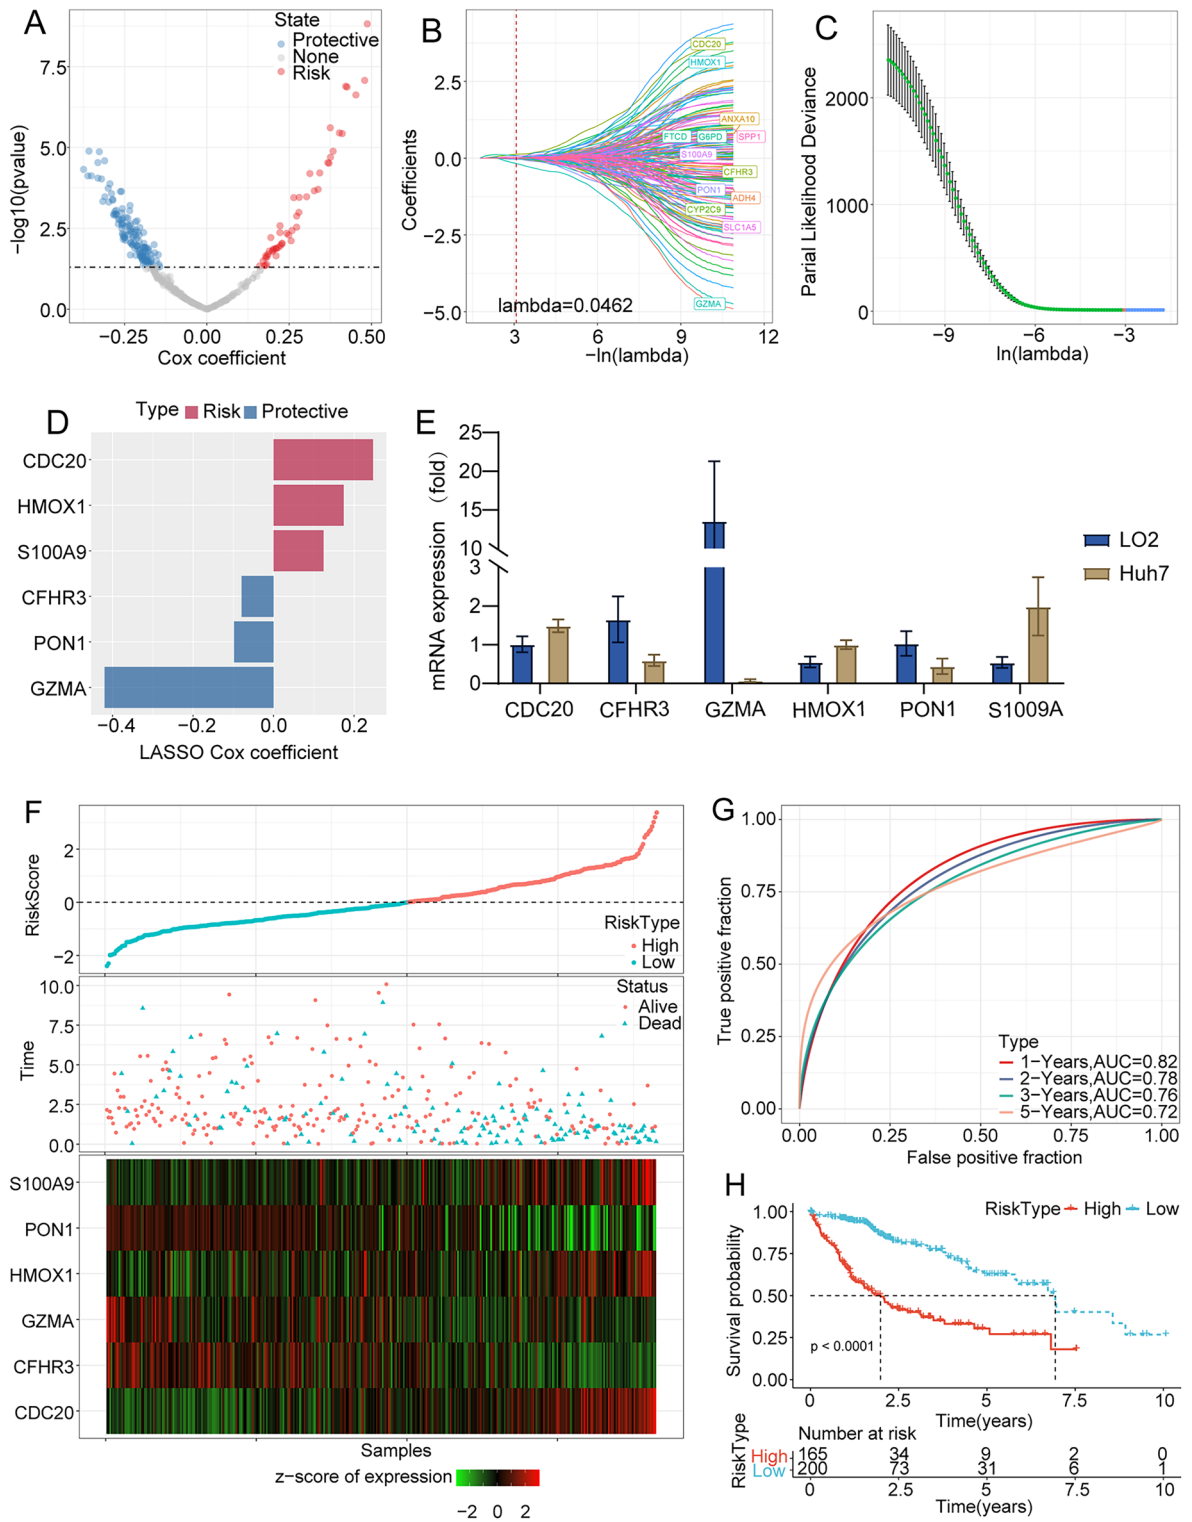 A
State
Protective
None
Risk
−log10(pvalue)
7.5
5.0
2.5
0.0
−0.25
0.00
0.25
0.50
Cox coefficient
B
Coefficients
2.5
0.0
−2.5
−5.0
CDC20
HMOX1
ANXA10
FTCD
G6PD
SPP1
S100A9
CFHR3
PON1
ADH4
CYP2C9
SLC1A5
GZMA
lambda=0.0462
3
6
9
12
−ln(lambda)
C
Parial Likelihood Deviance
2000
1000
0
−9
−6
−3
ln(lambda)
D
Type
Risk
Protective
CDC20
HMOX1
S100A9
CFHR3
PON1
GZMA
−0.4
−0.2
0.0
0.2
LASSO Cox coefficient
E
mRNA expression (fold)
25
20
15
10
3
2
1
0
CDC20
CFHR3
GZMA
HMOX1
PON1
S1009A
LO2
Huh7
F
RiskScore
2
0
−2
RiskType
High
Low
Time
10.0
7.5
5.0
2.5
0.0
Status
Alive
Dead
S100A9
PON1
HMOX1
GZMA
CFHR3
CDC20
Samples
z−score of expression
−2
0
2
G
True positive fraction
1.00
0.75
0.50
0.25
0.00
Type
1−Years,AUC=0.82
2−Years,AUC=0.78
3−Years,AUC=0.76
5−Years,AUC=0.72
0.00
0.25
0.50
0.75
1.00
False positive fraction
H
RiskType
High
Low
Survival probability
1.00
0.75
0.50
0.25
0.00
p < 0.0001
0
2.5
5
7.5
10
Time(years)
Number at risk
RiskType
High
165
34
9
2
0
Low
200
73
31
6
1
0
2.5
5
7.5
10
Time(years)